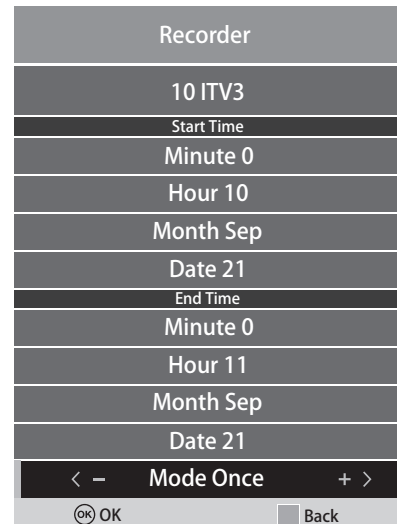 Recorder
10 ITV3
Start Time
Minute 0
Hour 10
Month Sep
Date 21
End Time
Minute 0
Hour 11
Month Sep
Date 21
< – Mode Once + >
OK OK Back